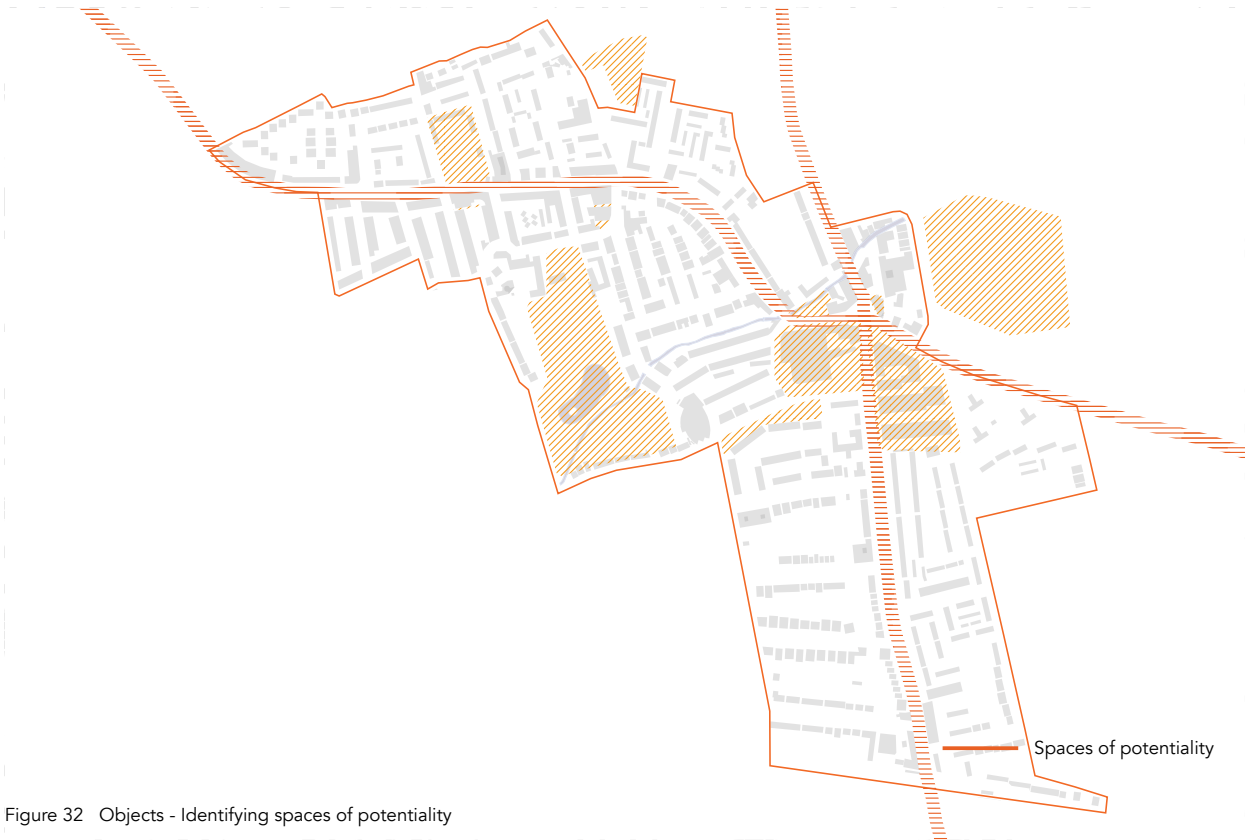 Spaces of potentiality
Figure 32 Objects - Identifying spaces of potentiality